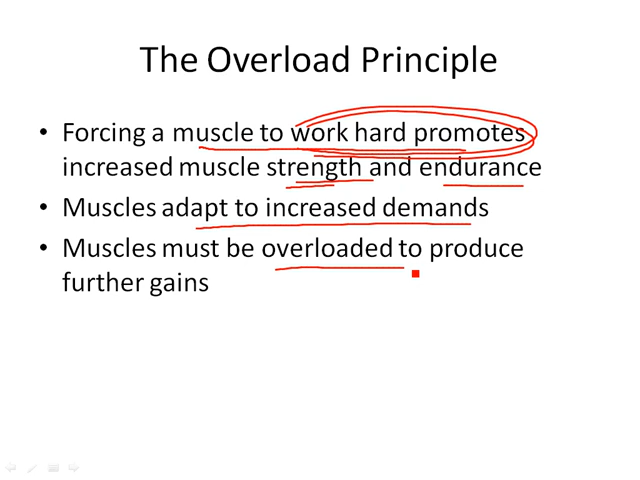 The Overload Principle
• Forcing a muscle to work hard promotes
increased muscle strength and endurance
• Muscles adapt to increased demands
• Muscles must be overloaded to produce
further gains